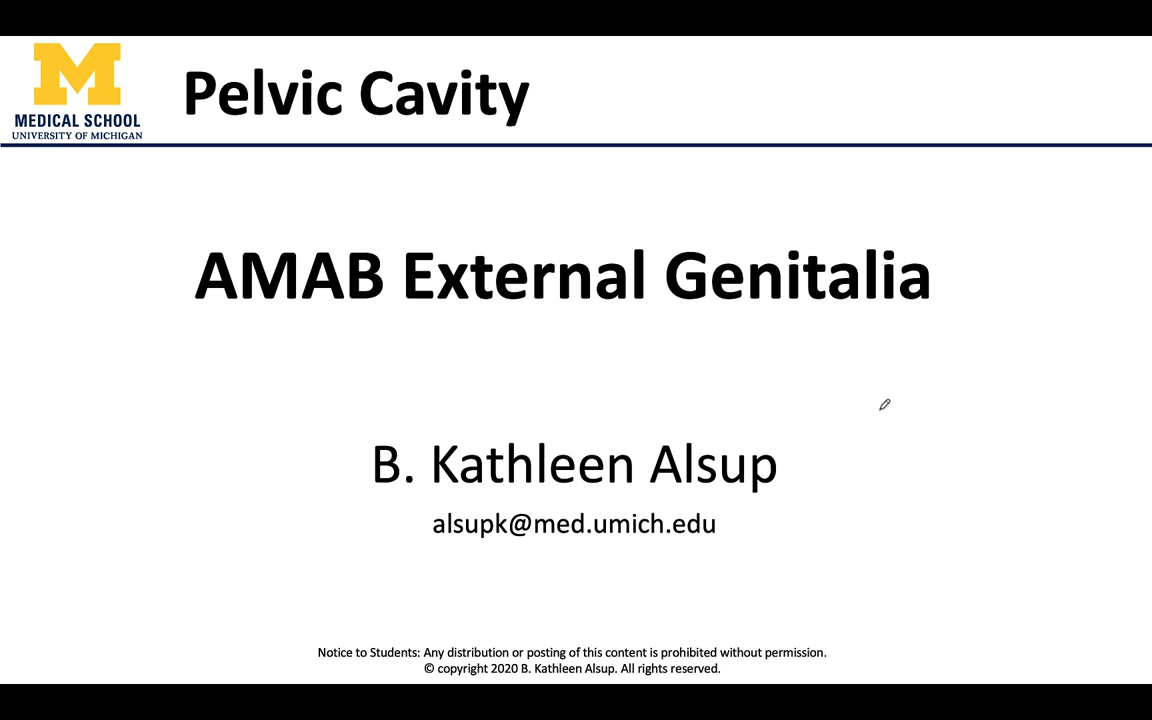 M
MEDICAL SCHOOL
UNIVERSITY OF MICHIGAN
Pelvic Cavity
AMAB External Genitalia
B. Kathleen Alsup
alsupk@med.umich.edu
Notice to Students: Any distribution or posting of this content is prohibited without permission.
© copyright 2020 B. Kathleen Alsup. All rights reserved.